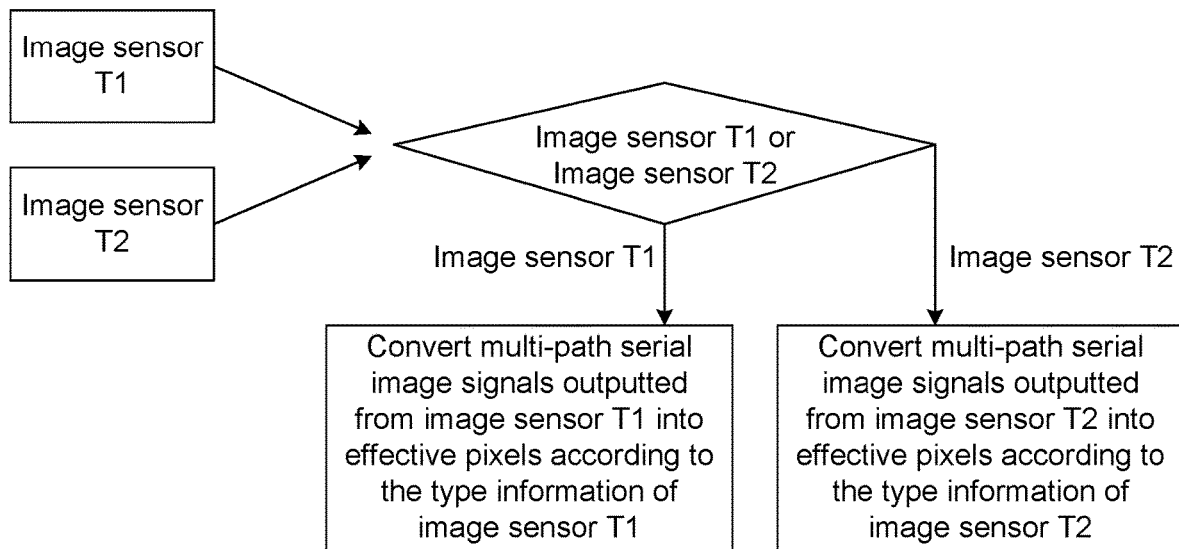 Image sensor
T1
Image sensor
T2
Image sensor T1 or
Image sensor T2
Image sensor T1
Image sensor T2
Convert multi-path serial
image signals outputted
from image sensor T1 into
effective pixels according to
the type information of
image sensor T1
Convert multi-path serial
image signals outputted
from image sensor T2 into
effective pixels according to
the type information of
image sensor T2